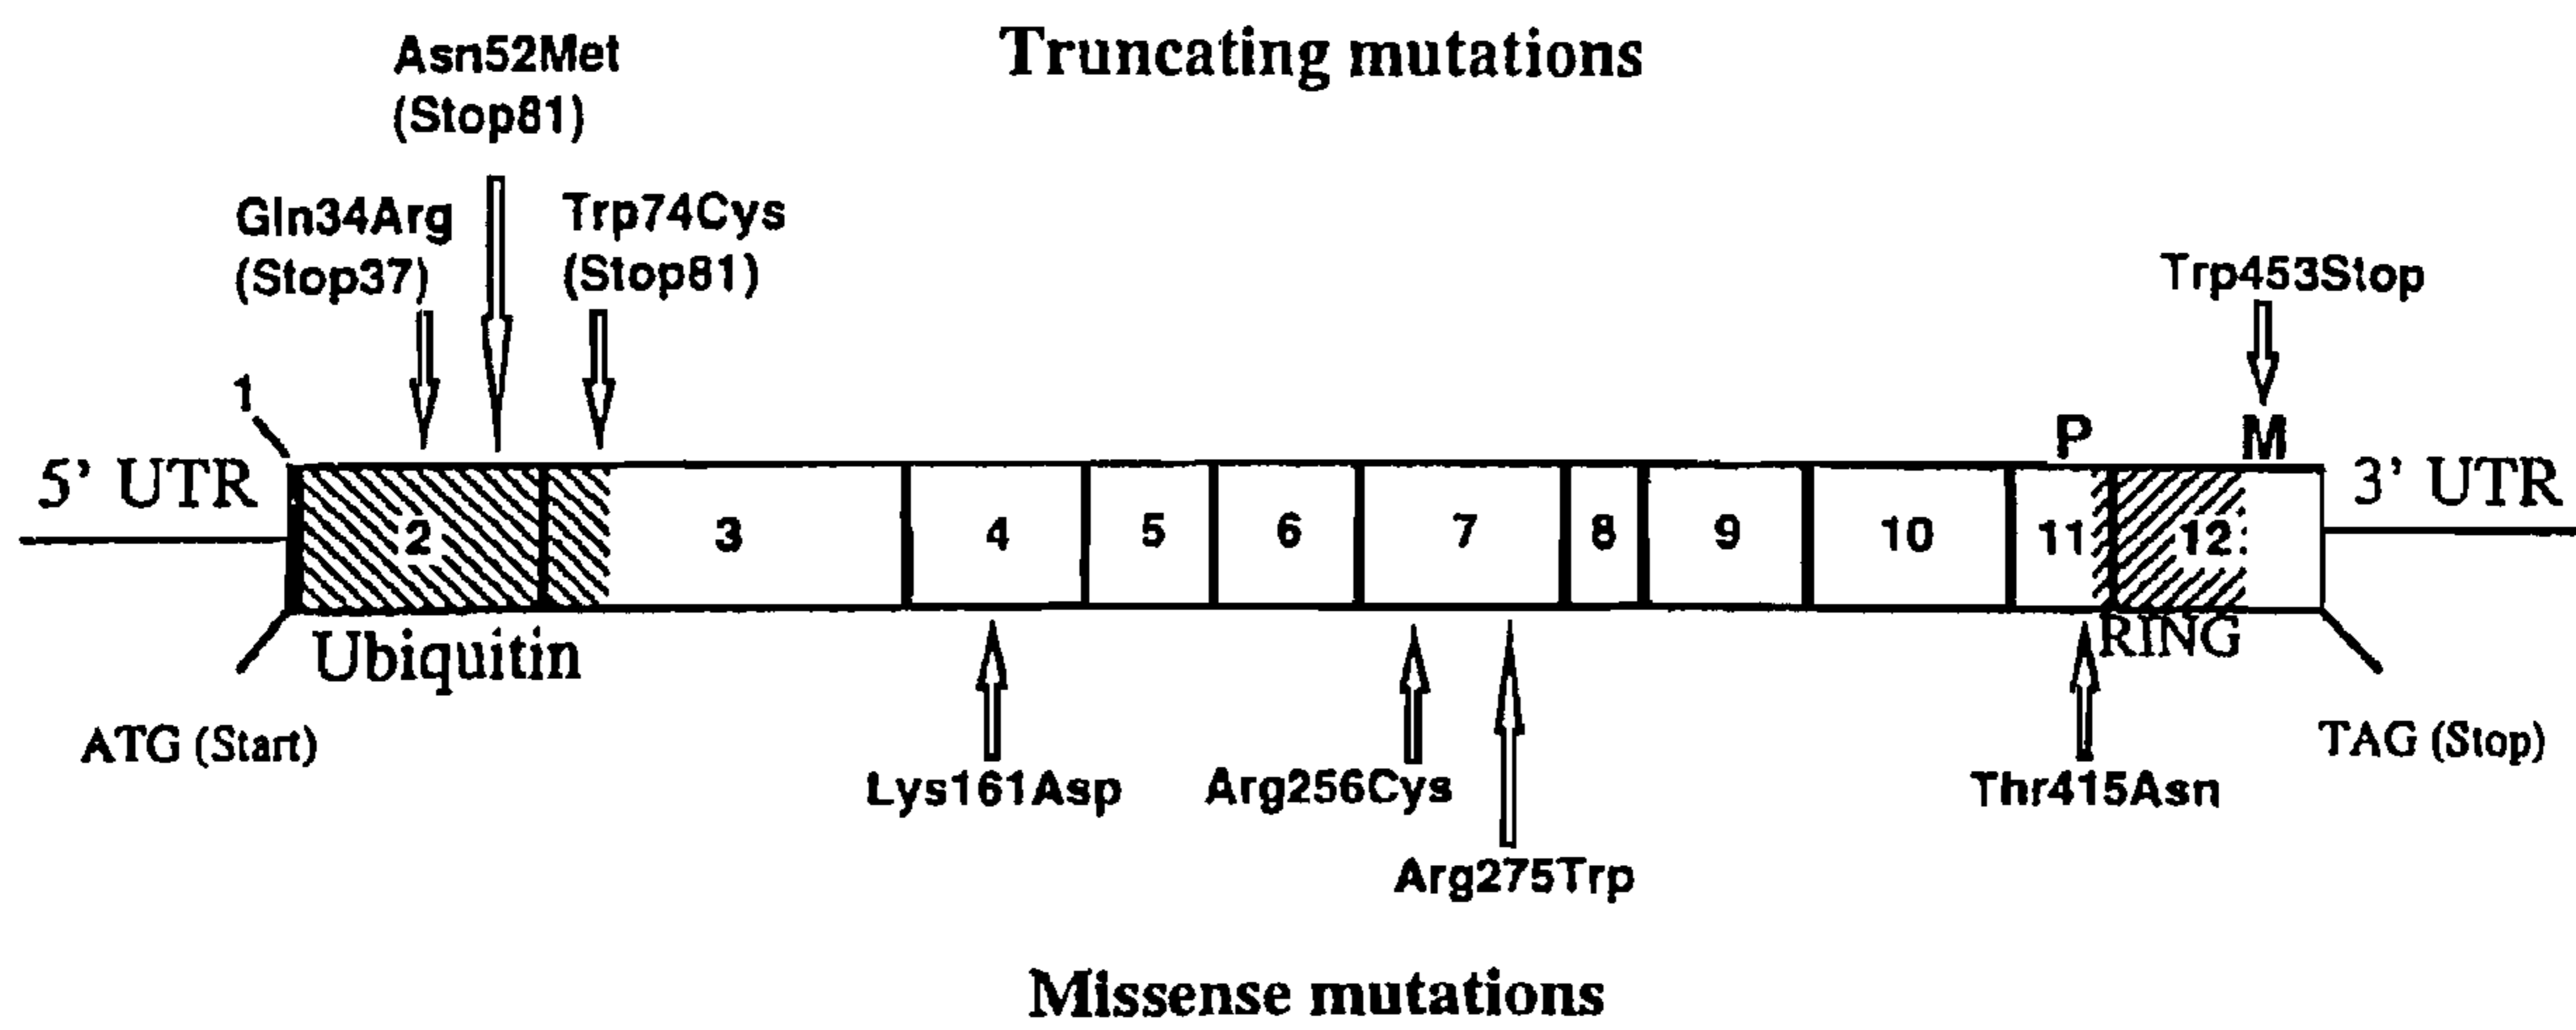 Truncating mutations
Asn52Met
(Stop81)
Gln34Arg
(Stop37)
Trp74Cys
(Stop81)
Trp453Stop
1
P
M
5' UTR
3' UTR
2
3
4
5
6
7
8
9
10
11
12
Ubiquitin
RING
ATG (Start)
TAG (Stop)
Lys161Asp
Arg256Cys
Thr415Asn
Arg275Trp
Missense mutations